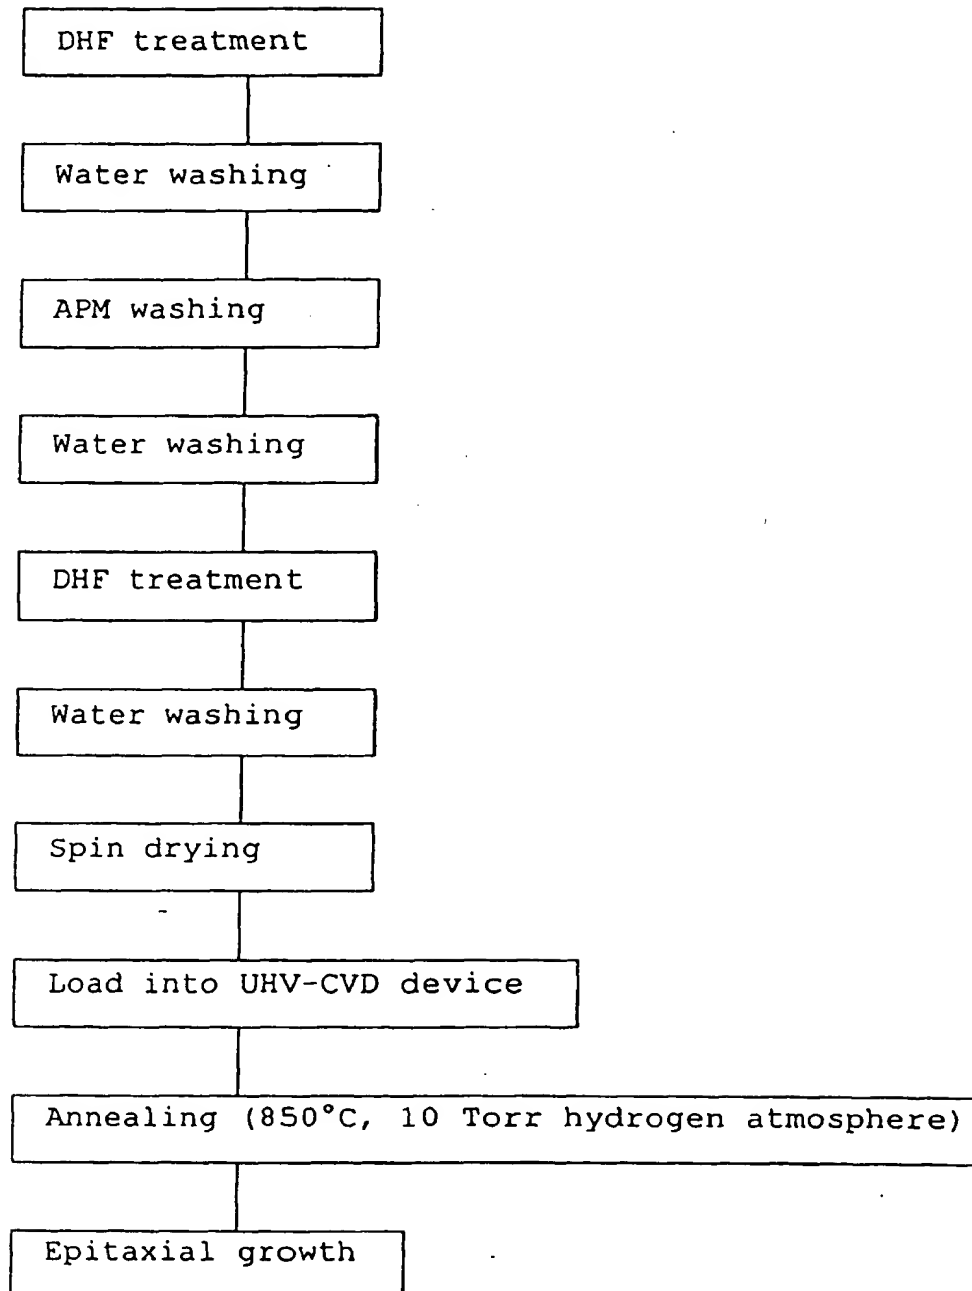 DHF treatment
Water washing
APM washing
Water washing
DHF treatment
Water washing
Spin drying
Load into UHV-CVD device
Annealing (850°C, 10 Torr hydrogen atmosphere)
Epitaxial growth